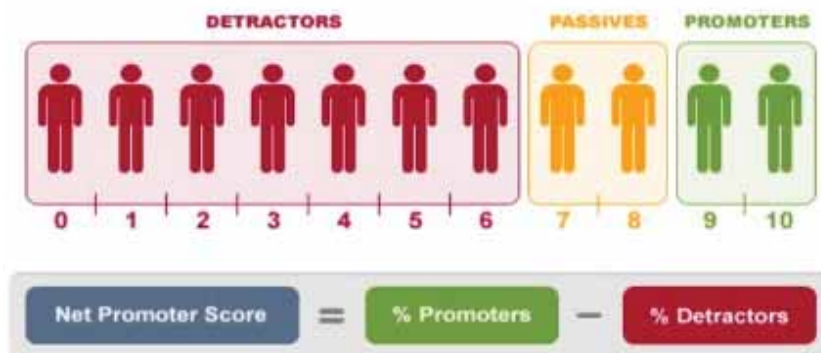 DETRACTORS PASSIVES PROMOTERS
0 1 2 3 4 5 6 7 8 9 10
Net Promoter Score = % Promoters — % Detractors